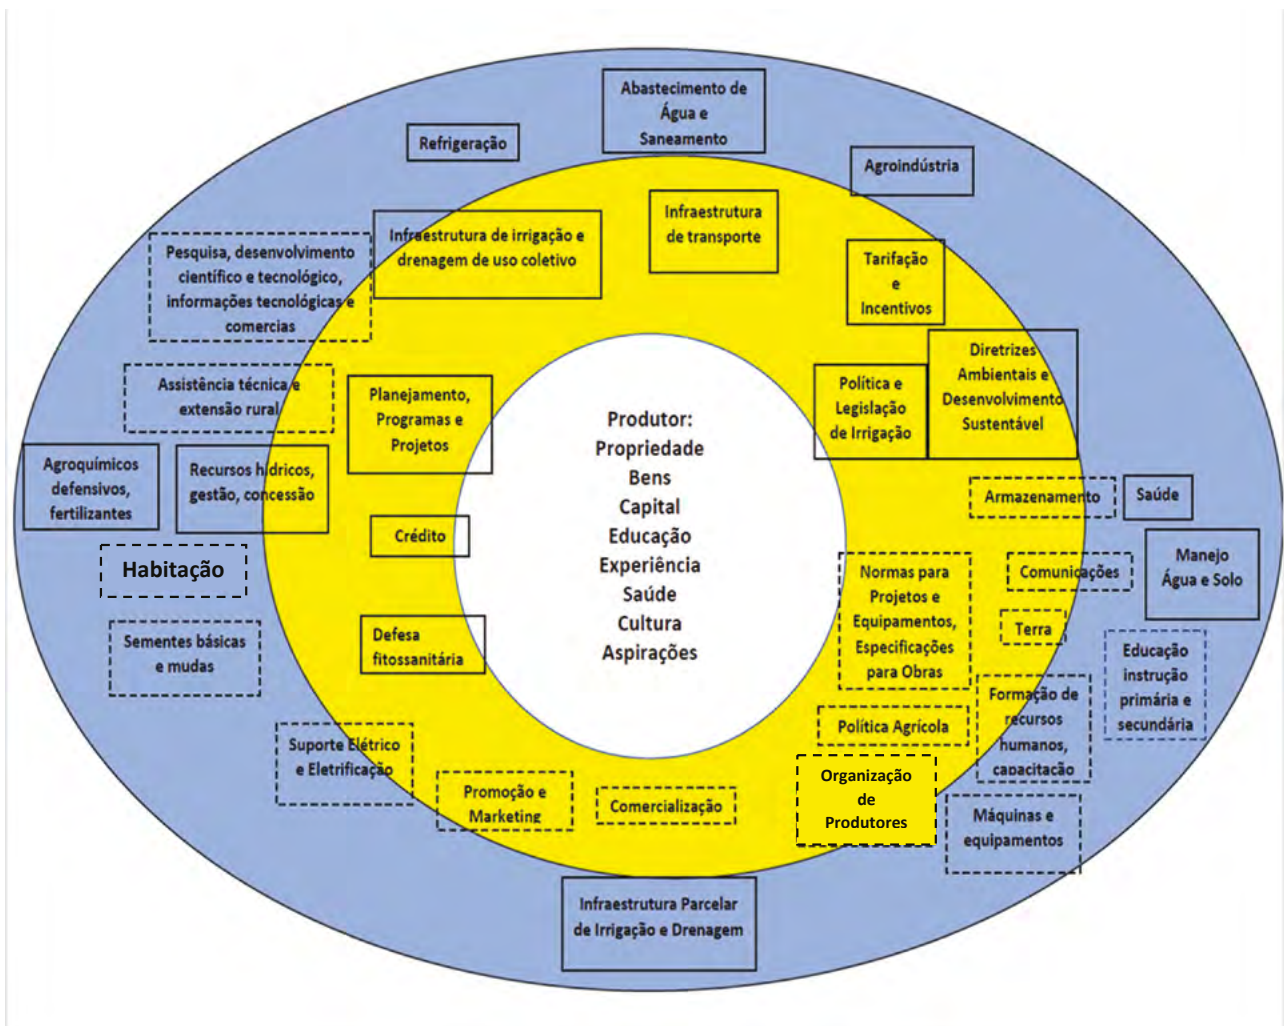 Abastecimento de
Água e
Saneamento
Refrigeração
Agroindústria
Infraestrutura
de transporte
Infraestrutura de irrigação e
drenagem de uso coletivo
Pesquisa, desenvolvimento
científico e tecnológico,
informações tecnológicas e
comercias
Tarifação
e
Incentivos
Diretrizes
Ambientais e
Desenvolvimento
Sustentável
Política e
Legislação
de Irrigação
Assistência técnica e
extensão rural
Planejamento,
Programas e
Projetos
Produtor:
Propriedade
Bens
Capital
Educação
Experiência
Saúde
Cultura
Aspirações
Agroquímicos
defensivos,
fertilizantes
Recursos hídricos,
gestão, concessão
Armazenamento
Saúde
Crédito
Habitação
Manejo
Água e Solo
Comunicações
Normas para
Projetos e
Equipamentos,
Especificações
para Obras
Terra
Sementes básicas
e mudas
Defesa
fitossanitária
Educação
instrução
primária e
secundária
Formação de
recursos
humanos,
capacitação
Política Agrícola
Suporte Elétrico
e Eletrificação
Promoção e
Marketing
Comercialização
Organização
de
Produtores
Máquinas e
equipamentos
Infraestrutura Parcelar
de Irrigação e Drenagem